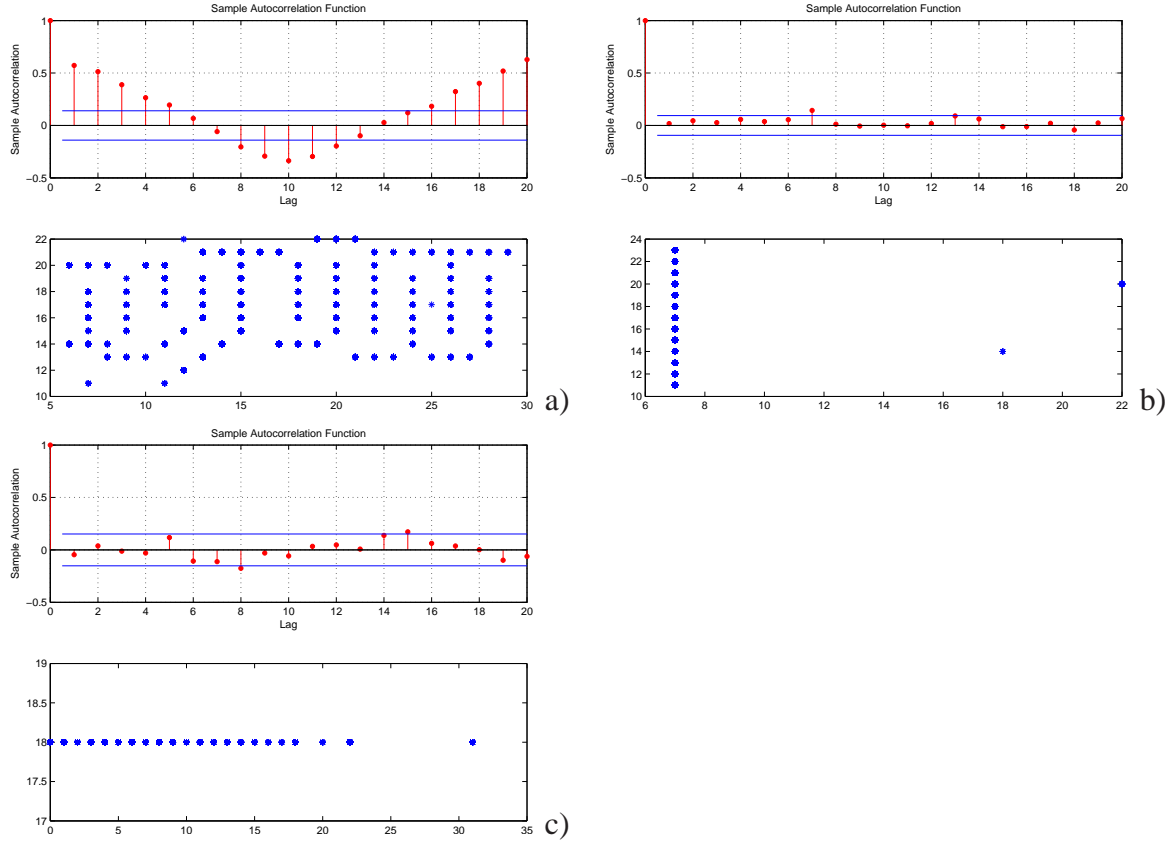 Sample Autocorrelation Function
1
0.5
0
−0.5
Sample Autocorrelation
0 2 4 6 8 10 12 14 16 18 20
Lag
22
20
18
16
14
12
10
5 10 15 20 25 30
a)
Sample Autocorrelation Function
1
0.5
0
−0.5
Sample Autocorrelation
0 2 4 6 8 10 12 14 16 18 20
Lag
24
22
20
18
16
14
12
10
6 8 10 12 14 16 18 20 22
b)
Sample Autocorrelation Function
1
0.5
0
−0.5
Sample Autocorrelation
0 2 4 6 8 10 12 14 16 18 20
Lag
19
18.5
18
17.5
17
0 5 10 15 20 25 30 35
c)